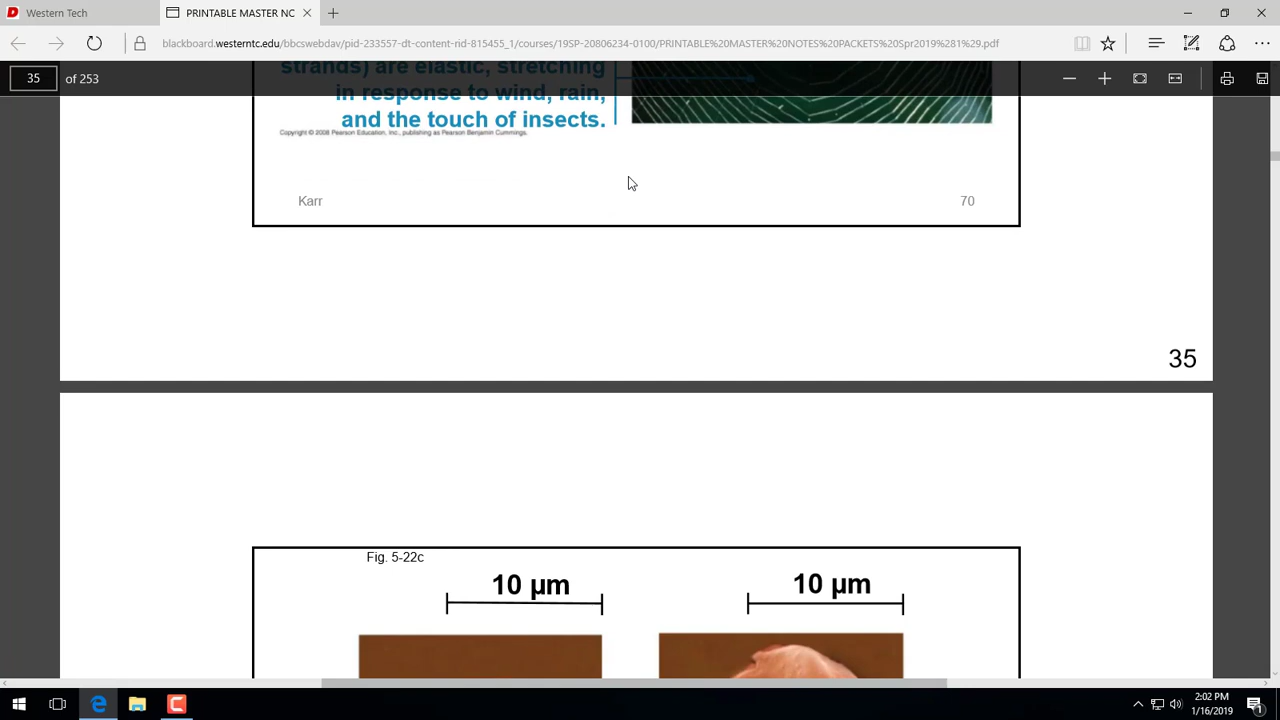 Western Tech
PRINTABLE MASTER NC
blackboard.westerntc.edu/bbcswebdav/pid-233557-dt-content-rid-815455_1/courses/19SP-20806234-0100/PRINTABLE%20MASTER%20NOTES%20PACKETS%20Spr2019%281%29.pdf
35 of 253
strands) are elastic, stretching
in response to wind, rain,
and the touch of insects.
Copyright © 2008 Pearson Education, Inc., publishing as Pearson Benjamin Cummings.
Karr
70
35
Fig. 5-22c
10 µm
10 µm
2:02 PM
1/16/2019